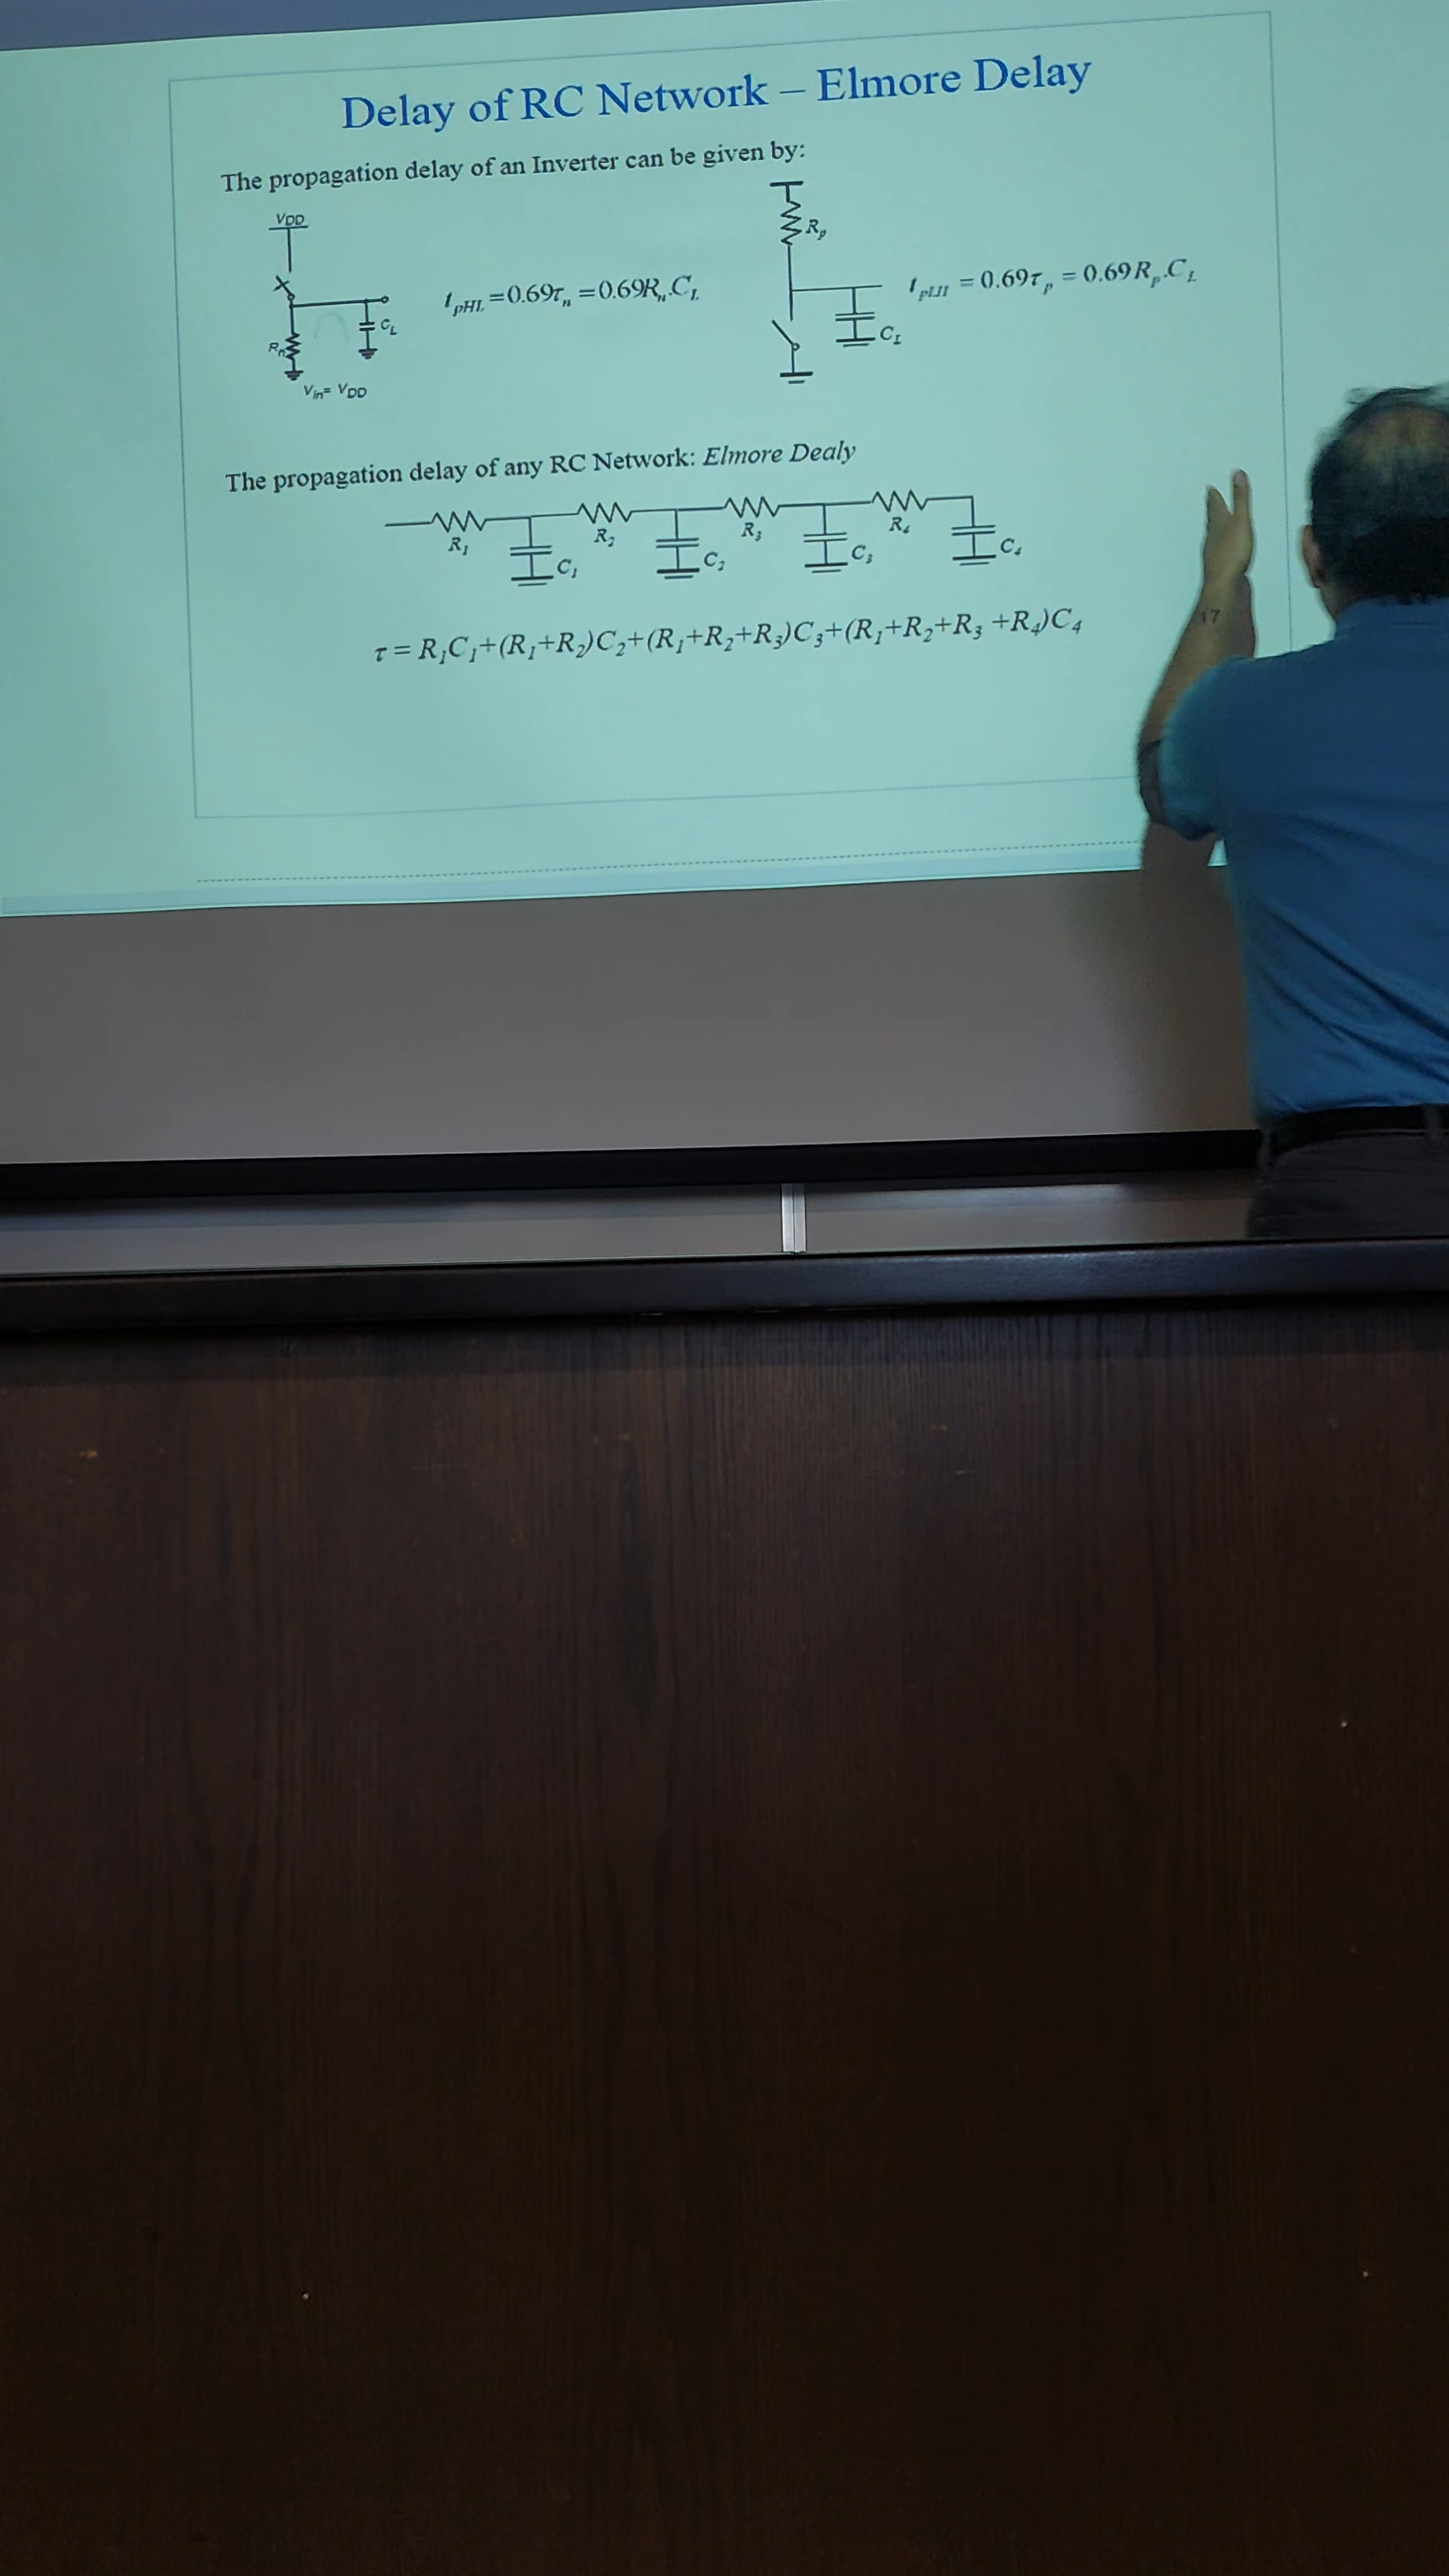 Delay of RC Network – Elmore Delay
The propagation delay of an Inverter can be given by:
VDD
Rn
CL
Vin= VDD
tpHL =0.69τn =0.69Rn.CL
Rp
CL
tpLH = 0.69τp = 0.69Rp.CL
The propagation delay of any RC Network: Elmore Dealy
R1 C1 R2 C2 R3 C3 R4 C4
τ = R1C1+(R1+R2)C2+(R1+R2+R3)C3+(R1+R2+R3 +R4)C4
17